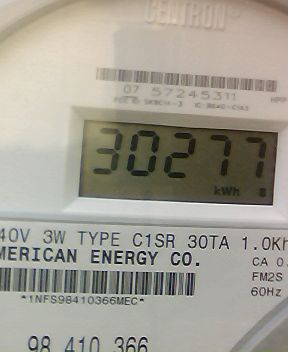 CENTRON®
07 57245311
30277
kWh
40V 3W TYPE C1SR 30TA 1.0Kh
MERICAN ENERGY CO.
CA 0.
FM2S
60Hz
*1NFS98410366MEC*
98 410 366